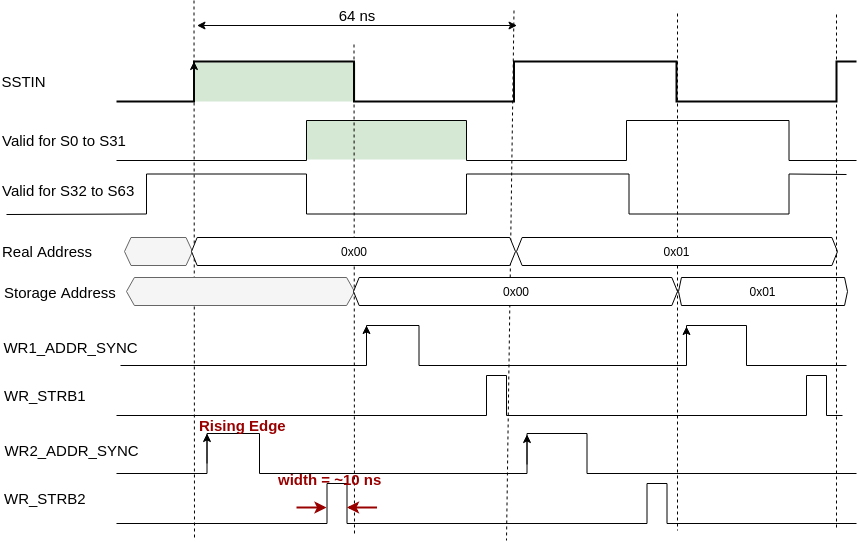 64 ns
SSTIN
Valid for S0 to S31
Valid for S32 to S63
Real Address
0x00
0x01
Storage Address
0x00
0x01
WR1_ADDR_SYNC
WR_STRB1
Rising Edge
WR2_ADDR_SYNC
width = ~10 ns
WR_STRB2